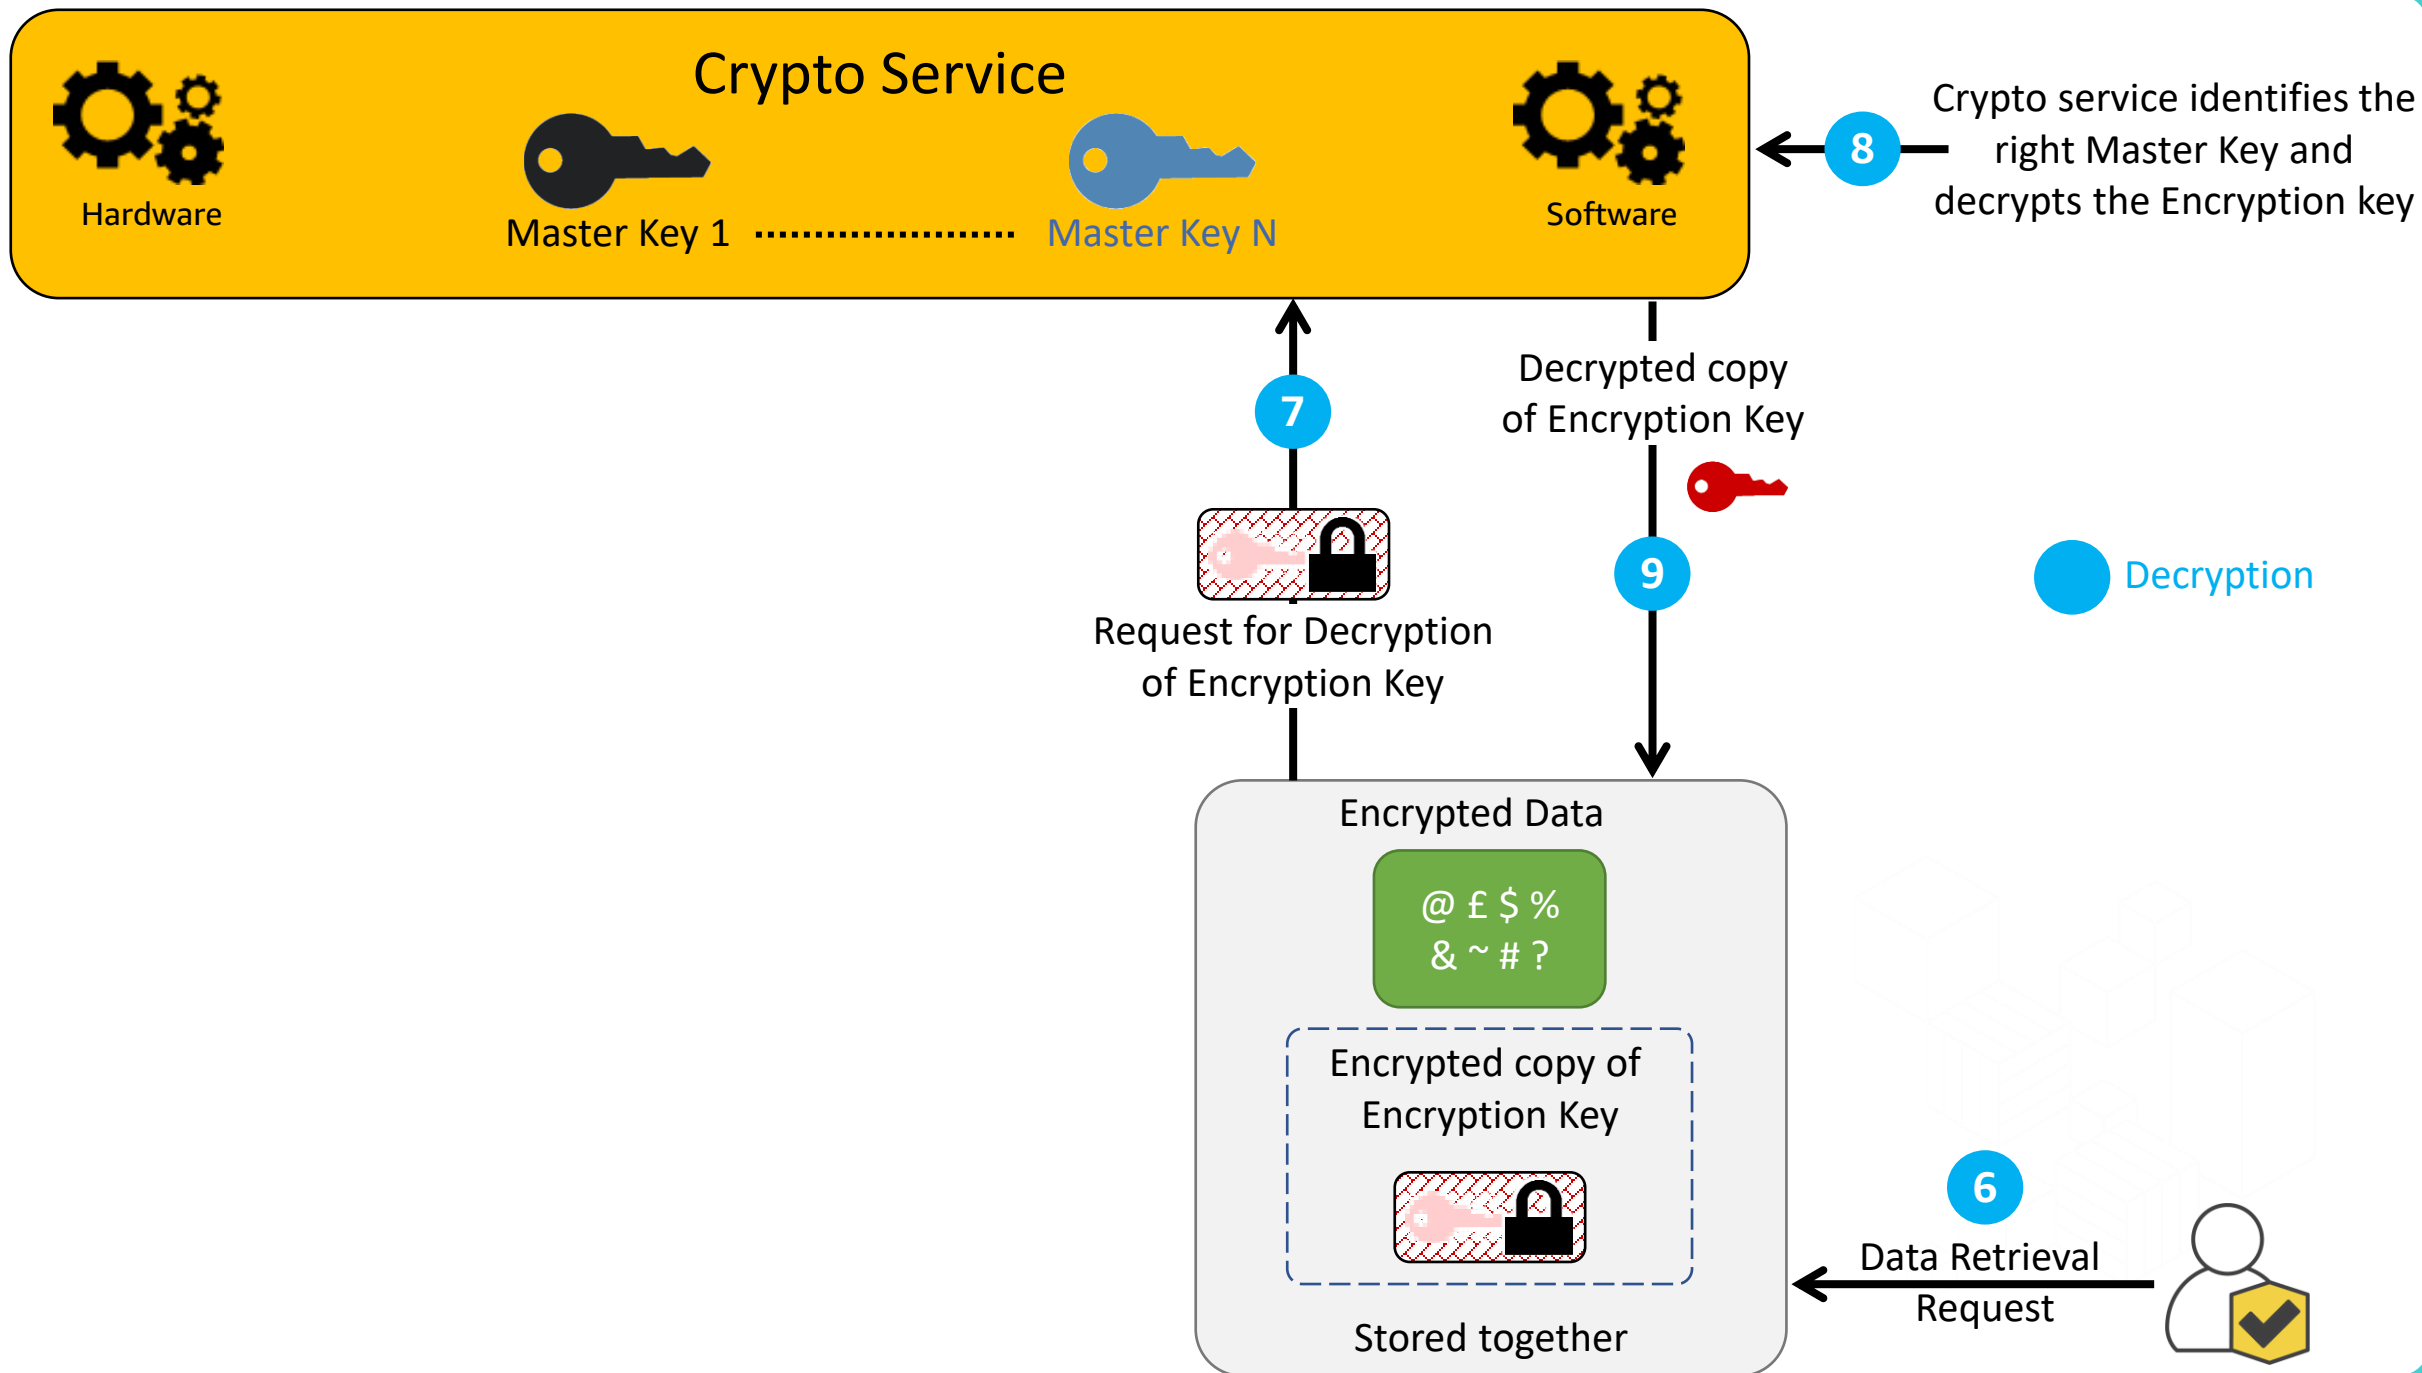 Crypto Service
Hardware
Master Key 1
Master Key N
Software
8
Crypto service identifies the
right Master Key and
decrypts the Encryption key
7
Request for Decryption
of Encryption Key
Decrypted copy
of Encryption Key
9
Decryption
Encrypted Data
@ £ $ %
& ~ # ?
Encrypted copy of
Encryption Key
Stored together
6
Data Retrieval
Request